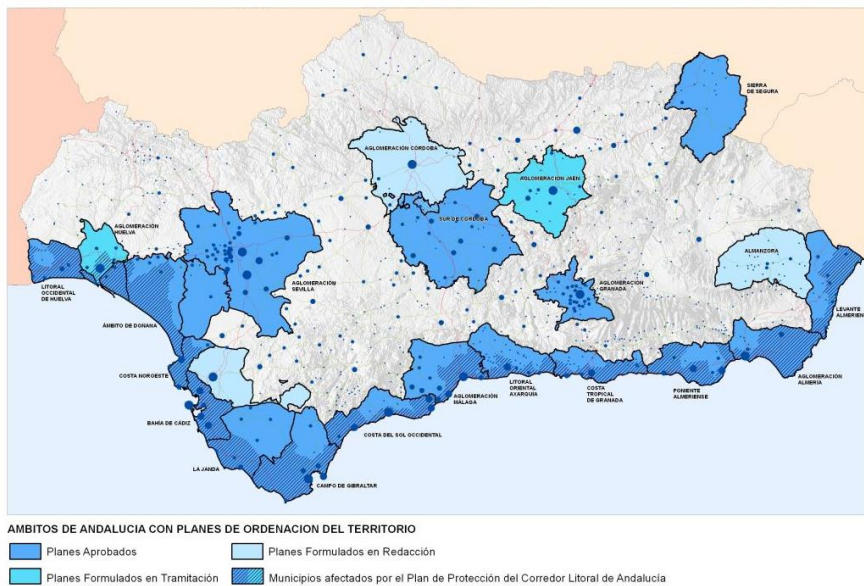 SIERRA
DE SEGURA
AGLOMERACIÓN CÓRDOBA
AGLOMERACIÓN JAÉN
SUR DE CÓRDOBA
AGLOMERACIÓN
HUELVA
ALMANZORA
LITORAL
OCCIDENTAL
DE HUELVA
AGLOMERACIÓN
SEVILLA
AGLOMERACIÓN
GRANADA
LEVANTE
ALMERIEN
ÁMBITO DE DOÑANA
COSTA NOROESTE
AGLOMERACIÓN
MÁLAGA
LITORAL
ORIENTAL
AXARQUIA
COSTA
TROPICAL
DE GRANADA
PONIENTE
ALMERIENSE
AGLOMERACIÓN
ALMERÍA
BAHÍA DE CÁDIZ
COSTA DEL SOL OCCIDENTAL
LA JANDA
CAMPO DE GIBRALTAR
AMBITOS DE ANDALUCIA CON PLANES DE ORDENACION DEL TERRITORIO
Planes Aprobados
Planes Formulados en Redacción
Planes Formulados en Tramitación
Municipios afectados por el Plan de Protección del Corredor Litoral de Andalucía